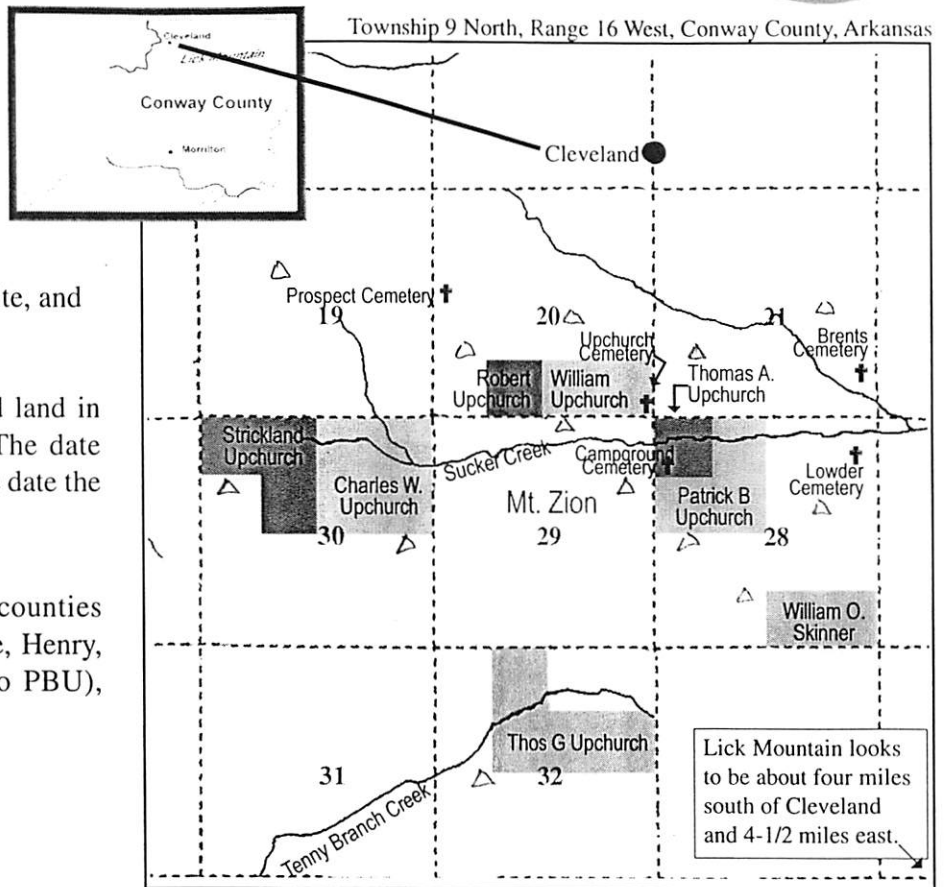 Township 9 North, Range 16 West, Conway County, Arkansas
Cleveland
Lick Mountain
Conway County
Morrilton
Cleveland
te, and
l land in
The date
date the
counties
e, Henry,
o PBU),
Prospect Cemetery
19
20
21
Upchurch
Cemetery
Brents
Cemetery
Robert
Upchurch
William
Upchurch
Thomas A.
Upchurch
Strickland
Upchurch
Sucker Creek
Campground
Cemetery
Lowder
Cemetery
Charles W.
Upchurch
Mt. Zion
Patrick B
Upchurch
30
29
28
William O.
Skinner
Thos G Upchurch
31
32
Tenny Branch Creek
Lick Mountain looks
to be about four miles
south of Cleveland
and 4-1/2 miles east.